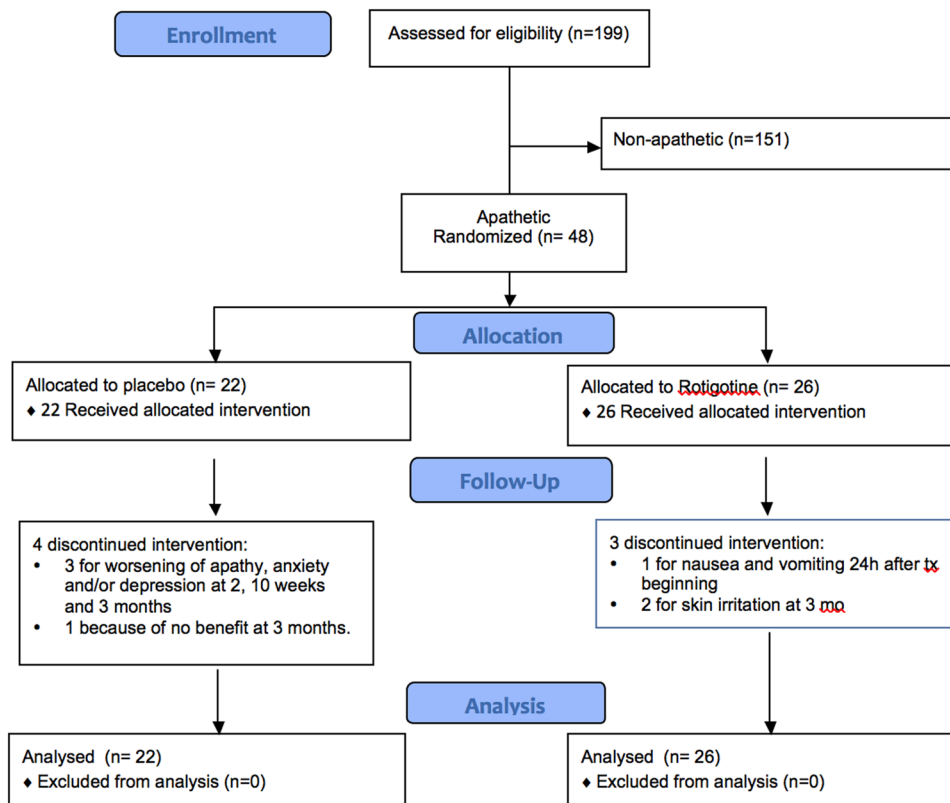 Enrollment
Assessed for eligibility (n=199)
Non-apathetic (n=151)
Apathetic
Randomized (n= 48)
Allocation
Allocated to placebo (n= 22)
♦ 22 Received allocated intervention
Allocated to Rotigotine (n= 26)
♦ 26 Received allocated intervention
Follow-Up
4 discontinued intervention:
• 3 for worsening of apathy, anxiety
and/or depression at 2, 10 weeks
and 3 months
• 1 because of no benefit at 3 months.
3 discontinued intervention:
• 1 for nausea and vomiting 24h after tx
beginning
• 2 for skin irritation at 3 mo
Analysis
Analysed (n= 22)
♦ Excluded from analysis (n=0)
Analysed (n= 26)
♦ Excluded from analysis (n=0)